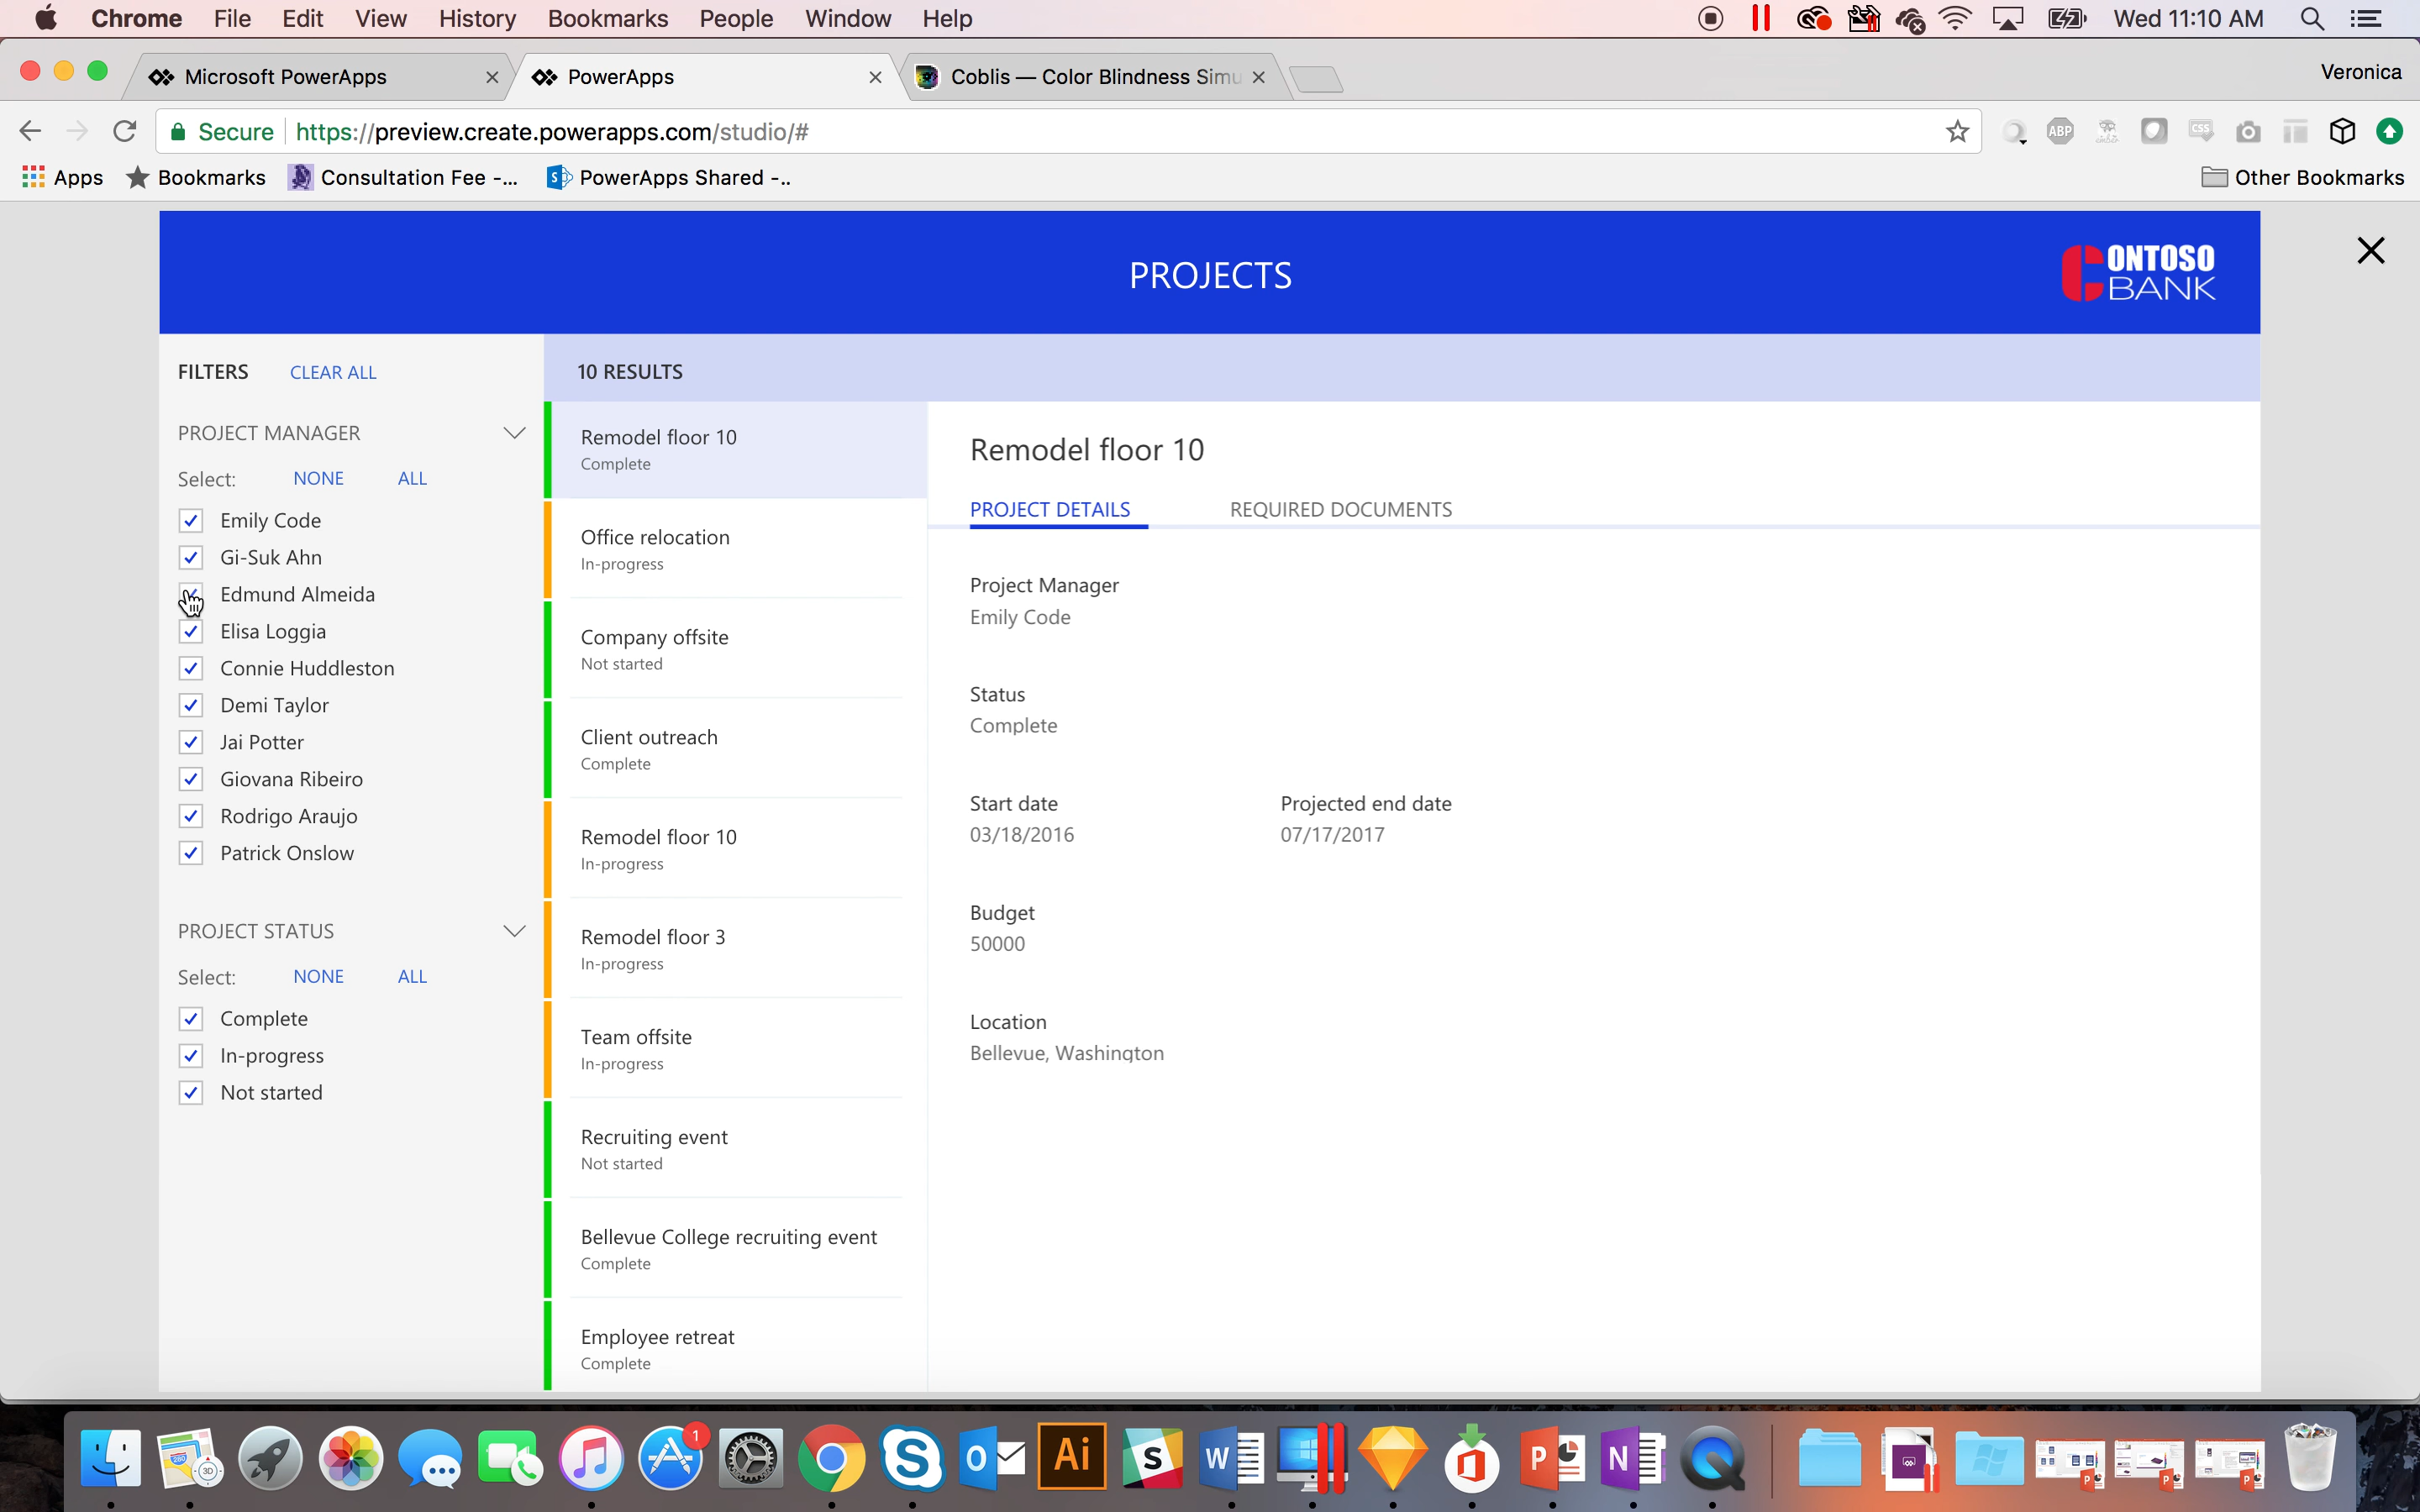 Chrome File Edit View History Bookmarks People Window Help Wed 11:10 AM
Microsoft PowerApps PowerApps Coblis — Color Blindness Simu Veronica
Secure https://preview.create.powerapps.com/studio/# ABP CSS
Apps Bookmarks Consultation Fee -... PowerApps Shared -..
Other Bookmarks
PROJECTS
CONTOSO
BANK
FILTERS CLEAR ALL
PROJECT MANAGER
Select: NONE ALL
Emily Code
Gi-Suk Ahn
Edmund Almeida
Elisa Loggia
Connie Huddleston
Demi Taylor
Jai Potter
Giovana Ribeiro
Rodrigo Araujo
Patrick Onslow
PROJECT STATUS
Select: NONE ALL
Complete
In-progress
Not started
10 RESULTS
Remodel floor 10
Complete
Office relocation
In-progress
Company offsite
Not started
Client outreach
Complete
Remodel floor 10
In-progress
Remodel floor 3
In-progress
Team offsite
In-progress
Recruiting event
Not started
Bellevue College recruiting event
Complete
Employee retreat
Complete
Remodel floor 10
PROJECT DETAILS REQUIRED DOCUMENTS
Project Manager
Emily Code
Status
Complete
Start date Projected end date
03/18/2016 07/17/2017
Budget
50000
Location
Bellevue, Washington
280 3D 1 S O Ai S W P N P P P